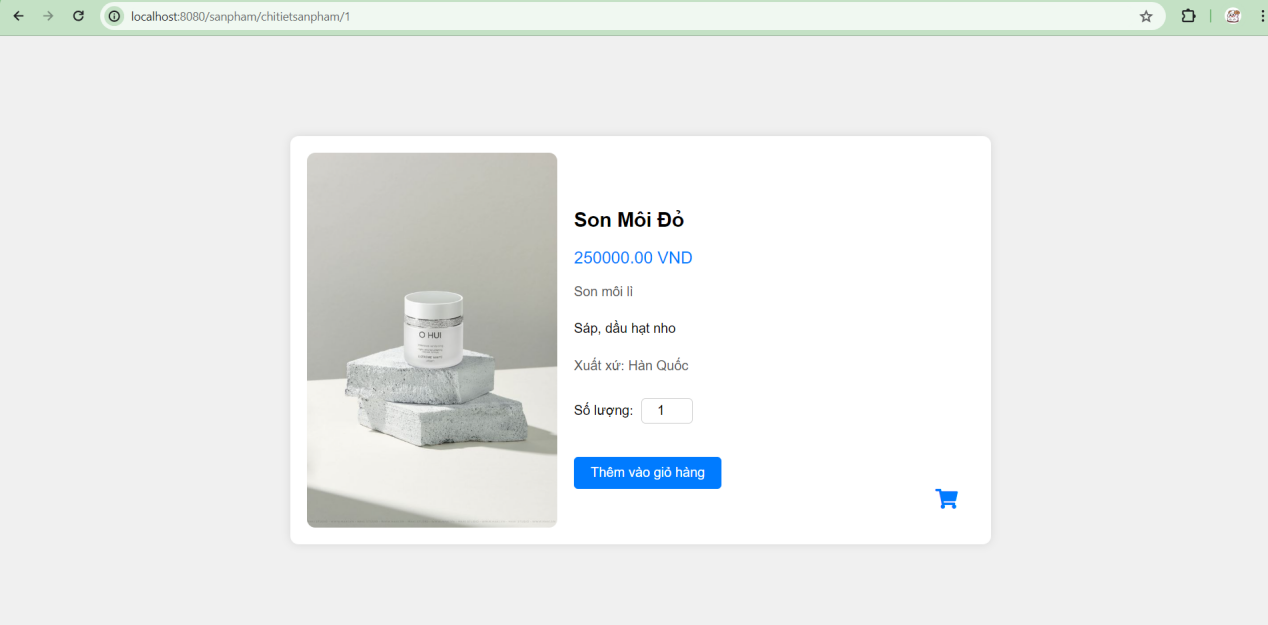 localhost:8080/sanpham/chitietsanpham/1
Son Môi Đỏ
250000.00 VND
Son môi lì
Sáp, dầu hạt nho
Xuất xứ: Hàn Quốc
Số lượng: 1
Thêm vào giỏ hàng
O HUI